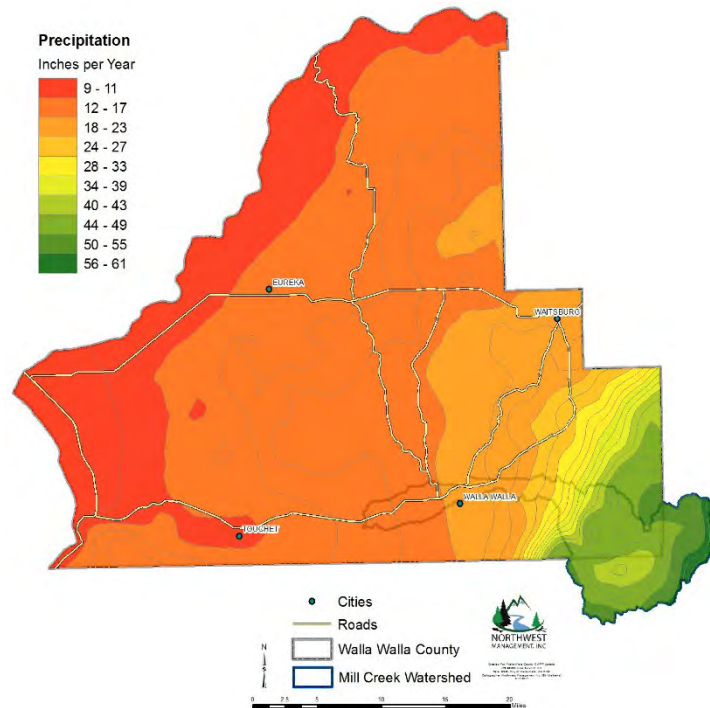 Precipitation
Inches per Year
9 - 11
12 - 17
18 - 23
24 - 27
28 - 33
34 - 39
40 - 43
44 - 49
50 - 55
56 - 61
EUREKA
WAITSBURG
WALLA WALLA
TOUCHET
Cities
Roads
Walla Walla County
Mill Creek Watershed
NORTHWEST
MANAGEMENT, INC
N
0 2.5 5 10 15 20
Miles